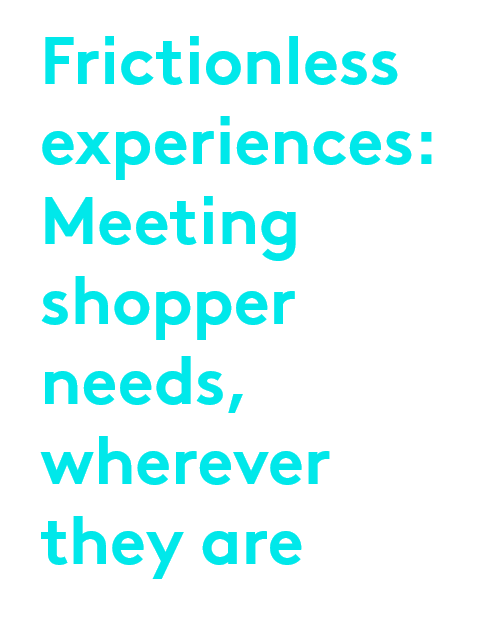 Frictionless
experiences:
Meeting
shopper
needs,
wherever
they are